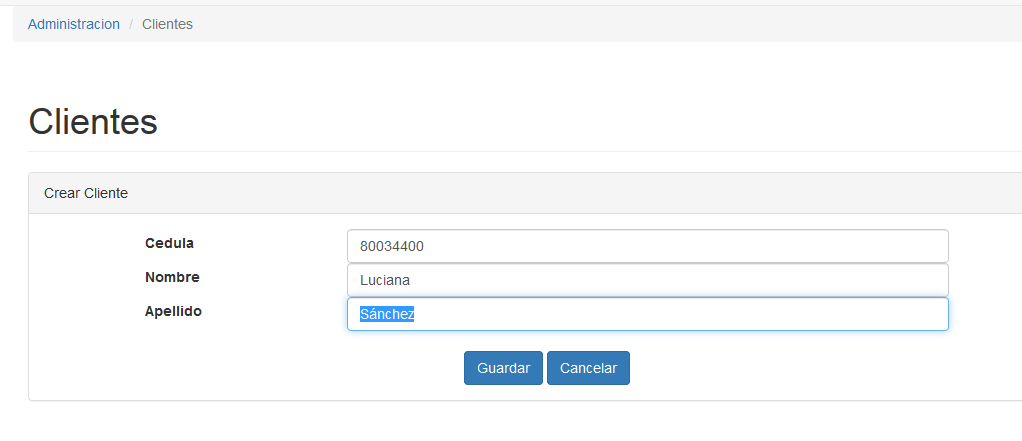 Administracion / Clientes
Clientes
Crear Cliente
Cedula 80034400
Nombre Luciana
Apellido Sánchez
Guardar Cancelar